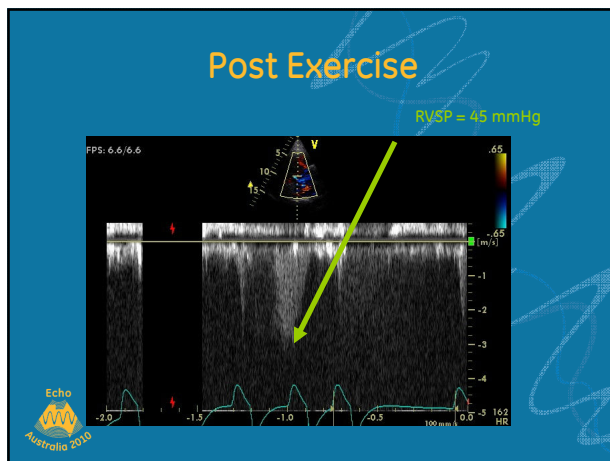 Post Exercise
RVSP = 45 mmHg
FPS: 6.6/6.6
V
5
10
15
.65
-.65
[m/s]
-1
-2
-3
-4
-5
-2.0
-1.5
-1.0
-0.5
0.0
100 mm/s
162
HR
Echo
Australia 2010